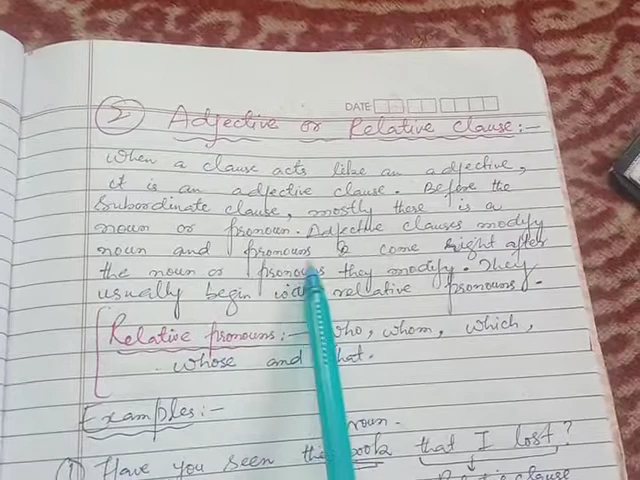 DATE
② Adjective or Relative Clause:-
When a clause acts like an adjective,
it is an adjective clause. Before the
Subordinate clause, mostly there is a
noun or pronoun. Adjective clauses modify
noun and pronouns & come right after
the noun or pronouns they modify. They
usually begin relative pronouns.
Relative pronouns:- who, whom, which,
whose and that.
Examples:-
noun.
① Have you seen the book that I lost?
clause